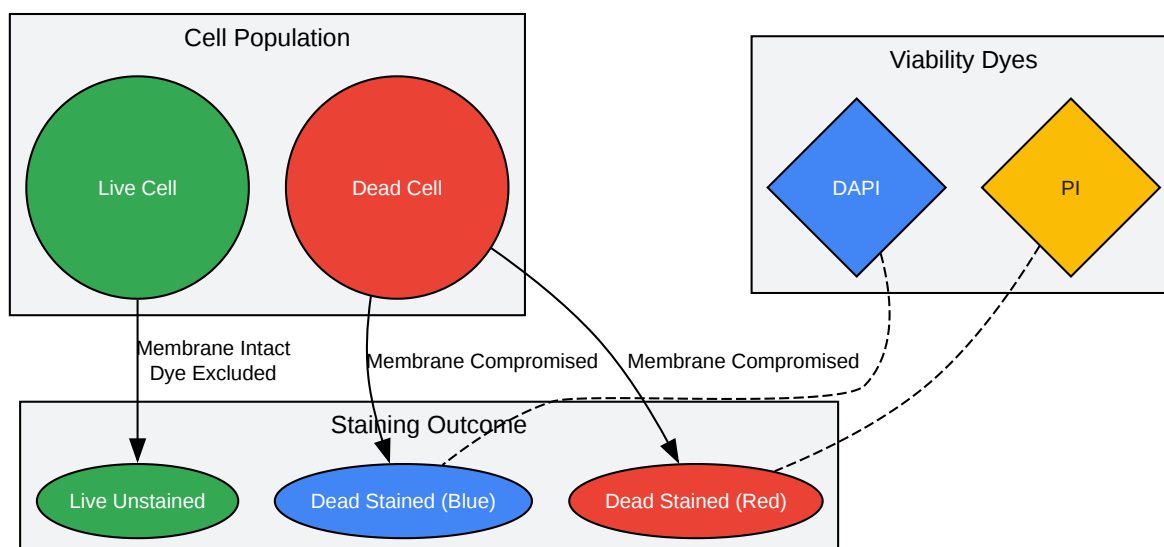 Cell Population
Viability Dyes
Live Cell
Dead Cell
DAPI
PI
Membrane Intact
Dye Excluded
Membrane Compromised
Membrane Compromised
Staining Outcome
Live Unstained
Dead Stained (Blue)
Dead Stained (Red)